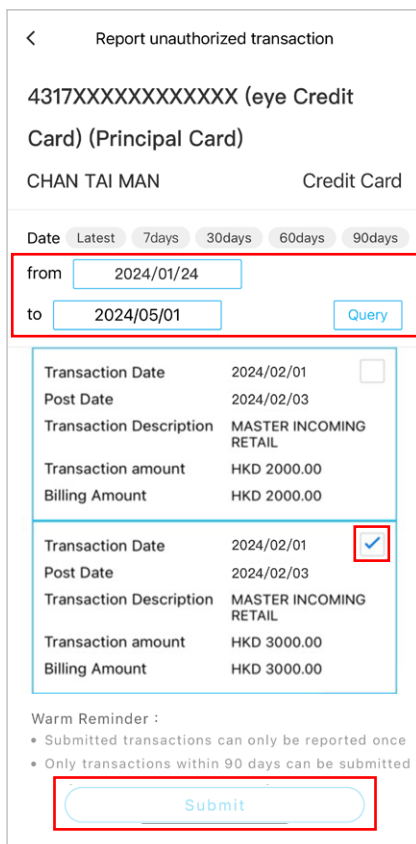 Report unauthorized transaction
4317XXXXXXXXXXXX (eye Credit
Card) (Principal Card)
CHAN TAI MAN Credit Card
Date Latest 7days 30days 60days 90days
from 2024/01/24
to 2024/05/01 Query
Transaction Date 2024/02/01
Post Date 2024/02/03
Transaction Description MASTER INCOMING
RETAIL
Transaction amount HKD 2000.00
Billing Amount HKD 2000.00
Transaction Date 2024/02/01
Post Date 2024/02/03
Transaction Description MASTER INCOMING
RETAIL
Transaction amount HKD 3000.00
Billing Amount HKD 3000.00
Warm Reminder：
• Submitted transactions can only be reported once
• Only transactions within 90 days can be submitted
Submit